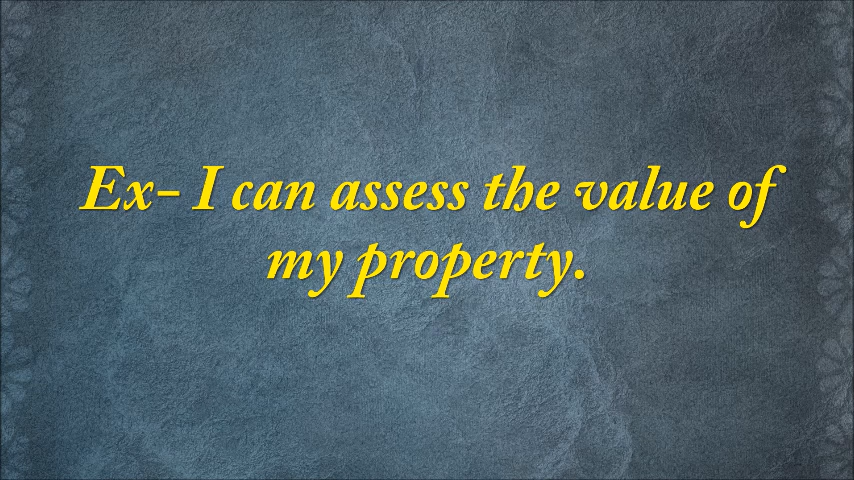 Ex- I can assess the value of
my property.